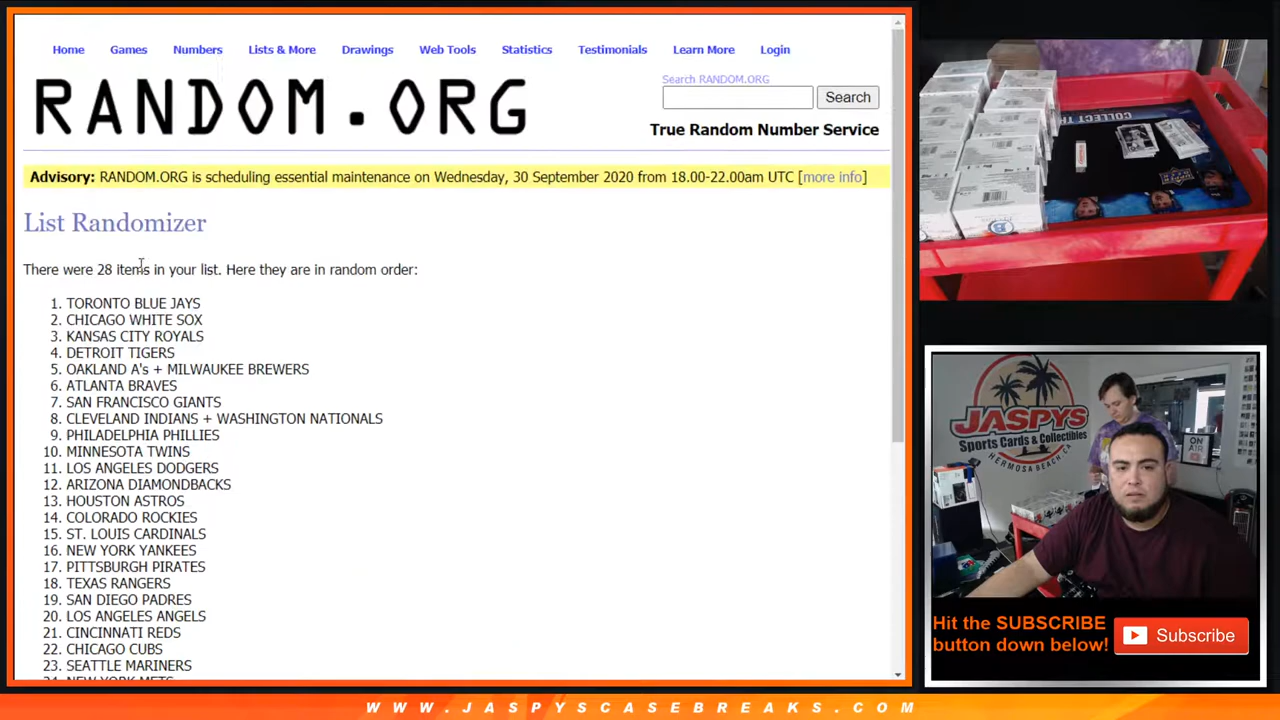 Home Games Numbers Lists & More Drawings Web Tools Statistics Testimonials Learn More Login
RANDOM.ORG
Search RANDOM.ORG
Search
True Random Number Service
Advisory: RANDOM.ORG is scheduling essential maintenance on Wednesday, 30 September 2020 from 18.00-22.00am UTC [more info]
List Randomizer
There were 28 items in your list. Here they are in random order:
1. TORONTO BLUE JAYS
2. CHICAGO WHITE SOX
3. KANSAS CITY ROYALS
4. DETROIT TIGERS
5. OAKLAND A's + MILWAUKEE BREWERS
6. ATLANTA BRAVES
7. SAN FRANCISCO GIANTS
8. CLEVELAND INDIANS + WASHINGTON NATIONALS
9. PHILADELPHIA PHILLIES
10. MINNESOTA TWINS
11. LOS ANGELES DODGERS
12. ARIZONA DIAMONDBACKS
13. HOUSTON ASTROS
14. COLORADO ROCKIES
15. ST. LOUIS CARDINALS
16. NEW YORK YANKEES
17. PITTSBURGH PIRATES
18. TEXAS RANGERS
19. SAN DIEGO PADRES
20. LOS ANGELES ANGELS
21. CINCINNATI REDS
22. CHICAGO CUBS
23. SEATTLE MARINERS
24. NEW YORK METS
COLLECT TH
JASPYS
Sports Cards & Collectibles
HERMOSA BEACH, CA
ON AIR
Hit the SUBSCRIBE
button down below!
Subscribe
WWW.JASPYSCASEBREAKS.COM